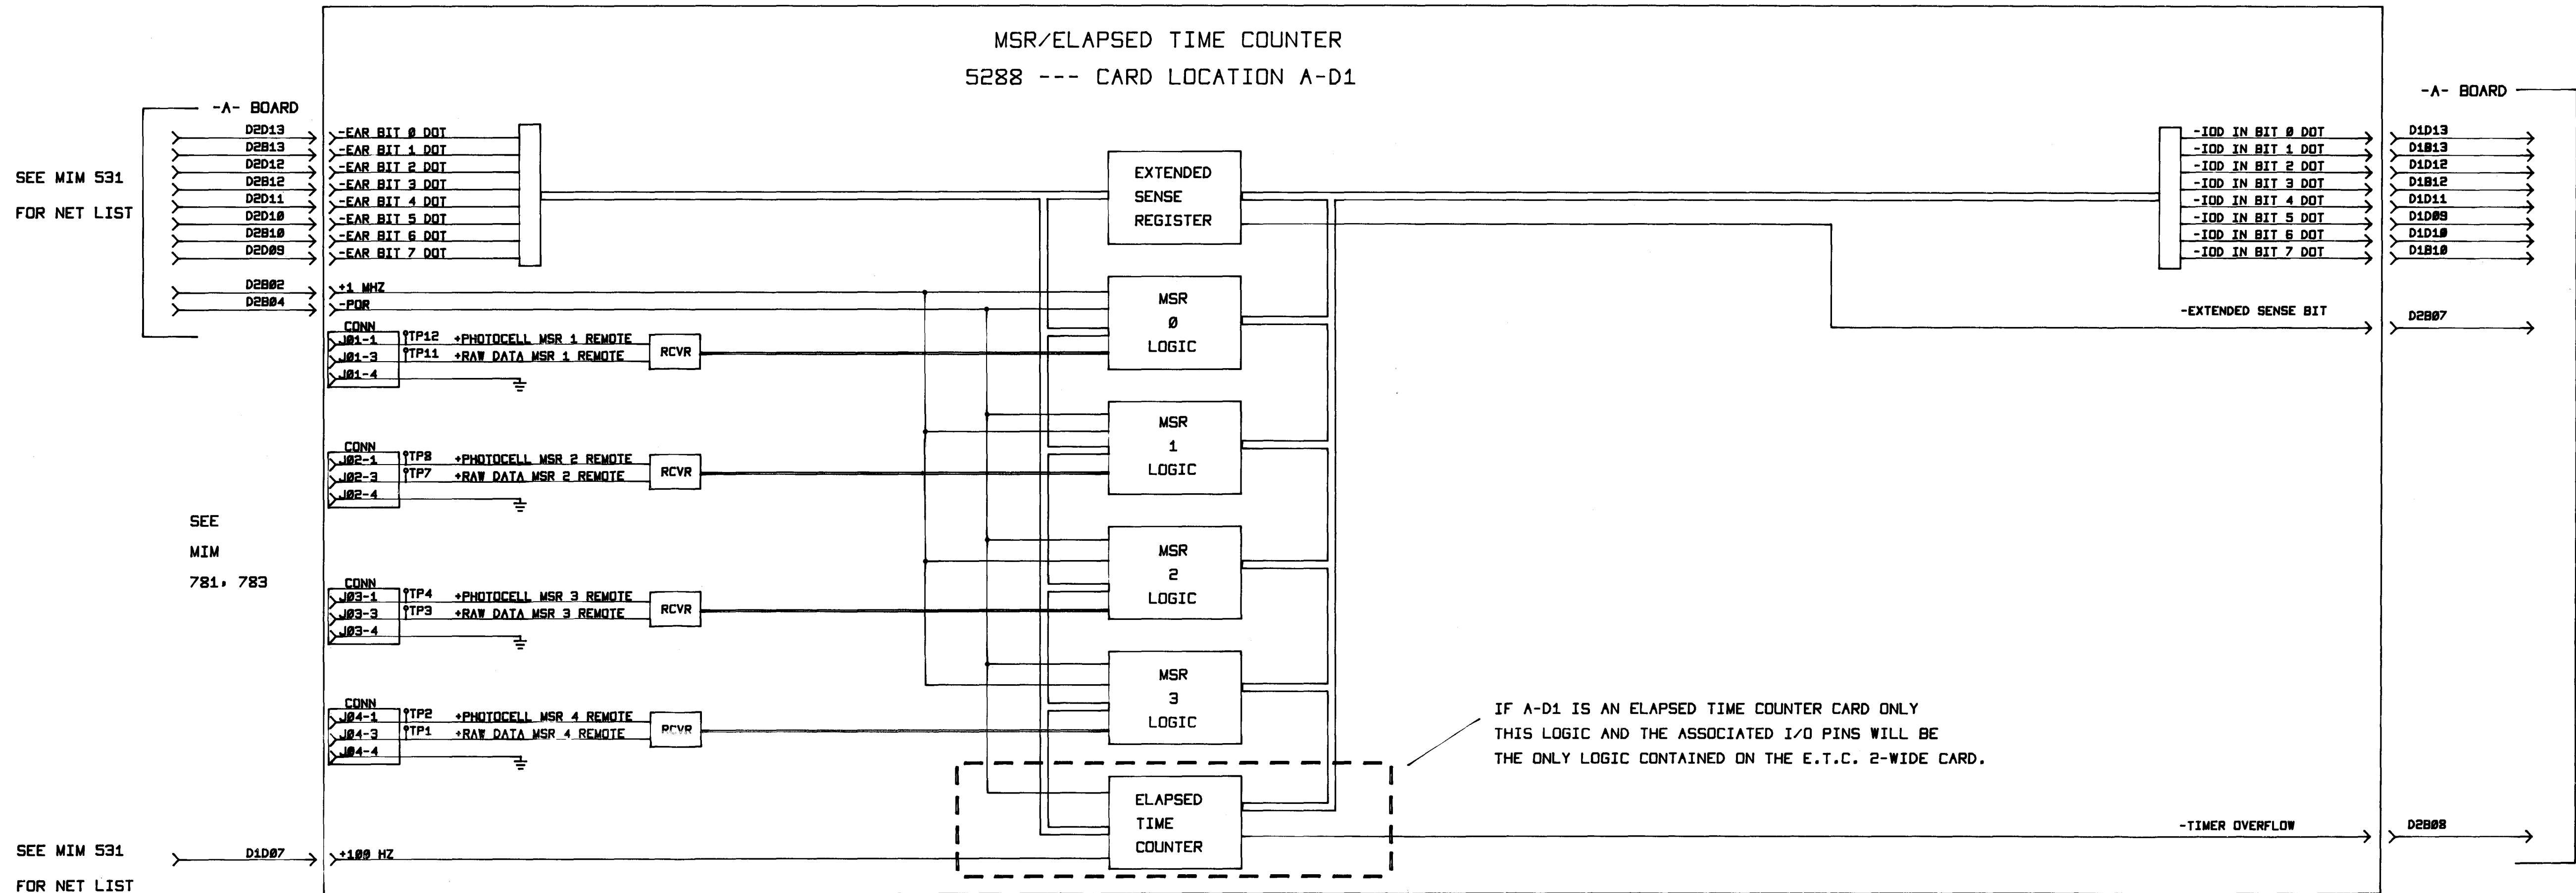 MSR/ELAPSED TIME COUNTER
5288 --- CARD LOCATION A-D1
-A- BOARD
SEE MIM 531
FOR NET LIST
D2D13 -EAR BIT 0 DOT
D2B13 -EAR BIT 1 DOT
D2D12 -EAR BIT 2 DOT
D2B12 -EAR BIT 3 DOT
D2D11 -EAR BIT 4 DOT
D2D10 -EAR BIT 5 DOT
D2B10 -EAR BIT 6 DOT
D2D09 -EAR BIT 7 DOT
D2B02 +1 MHZ
D2B04 -POR
CONN
J01-1 TP12 +PHOTOCELL MSR 1 REMOTE
J01-3 TP11 +RAW DATA MSR 1 REMOTE
J01-4
RCVR
CONN
J02-1 TP8 +PHOTOCELL MSR 2 REMOTE
J02-3 TP7 +RAW DATA MSR 2 REMOTE
J02-4
RCVR
SEE
MIM
781, 783
CONN
J03-1 TP4 +PHOTOCELL MSR 3 REMOTE
J03-3 TP3 +RAW DATA MSR 3 REMOTE
J03-4
RCVR
CONN
J04-1 TP2 +PHOTOCELL MSR 4 REMOTE
J04-3 TP1 +RAW DATA MSR 4 REMOTE
J04-4
RCVR
SEE MIM 531
FOR NET LIST
D1D07 +100 HZ
EXTENDED
SENSE
REGISTER
MSR
0
LOGIC
MSR
1
LOGIC
MSR
2
LOGIC
MSR
3
LOGIC
ELAPSED
TIME
COUNTER
IF A-D1 IS AN ELAPSED TIME COUNTER CARD ONLY
THIS LOGIC AND THE ASSOCIATED I/O PINS WILL BE
THE ONLY LOGIC CONTAINED ON THE E.T.C. 2-WIDE CARD.
-A- BOARD
-IOD IN BIT 0 DOT D1D13
-IOD IN BIT 1 DOT D1B13
-IOD IN BIT 2 DOT D1D12
-IOD IN BIT 3 DOT D1B12
-IOD IN BIT 4 DOT D1D11
-IOD IN BIT 5 DOT D1D09
-IOD IN BIT 6 DOT D1D10
-IOD IN BIT 7 DOT D1B10
-EXTENDED SENSE BIT D2B07
-TIMER OVERFLOW D2B08